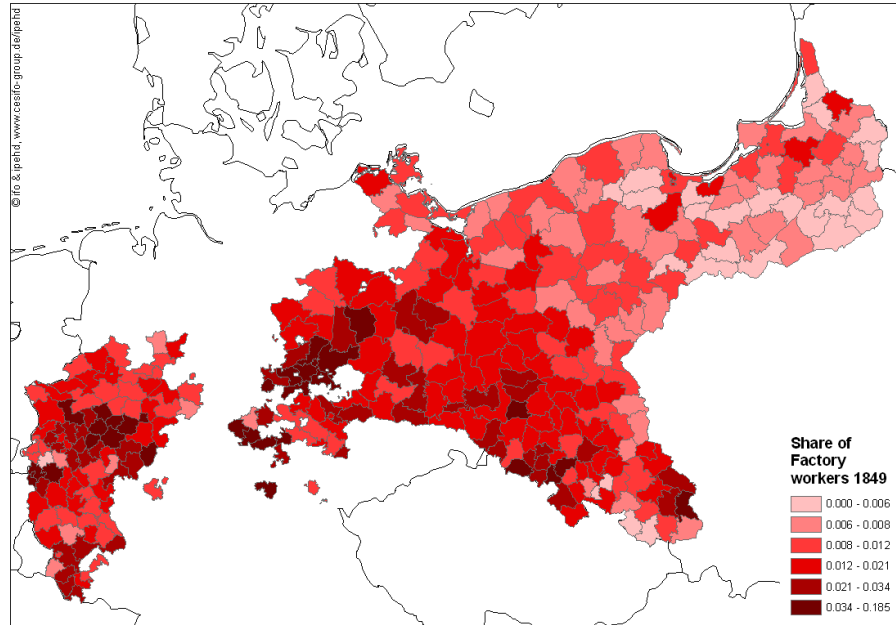 © ifo & ipehd, www.cesifo-group.de/ipehd
Share of
Factory
workers 1849
0.000 - 0.006
0.006 - 0.008
0.008 - 0.012
0.012 - 0.021
0.021 - 0.034
0.034 - 0.185